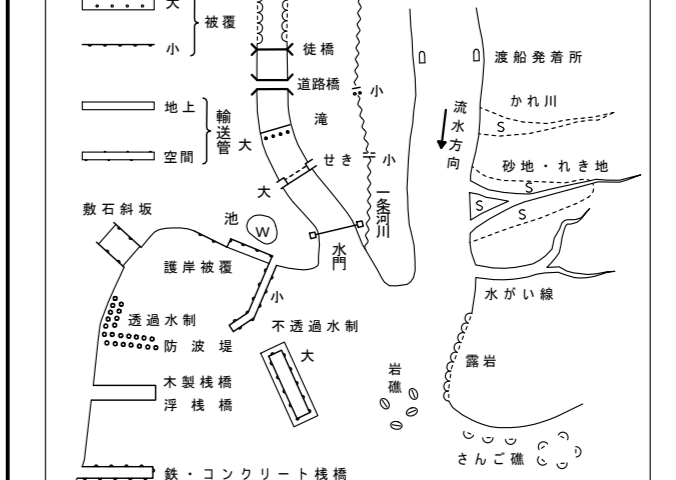 大
被覆
小
徒橋
道路橋
渡船発着所
小
かれ川
地上
輸送管
滝
流水方向
S
大
空間
せき
小
砂地・れき地
S
大
一条河川
S
S
敷石斜坂
池
W
水門
護岸被覆
小
水がい線
透過水制
不透過水制
防波堤
大
露岩
岩礁
木製桟橋
浮桟橋
さんご礁
鉄・コンクリート桟橋